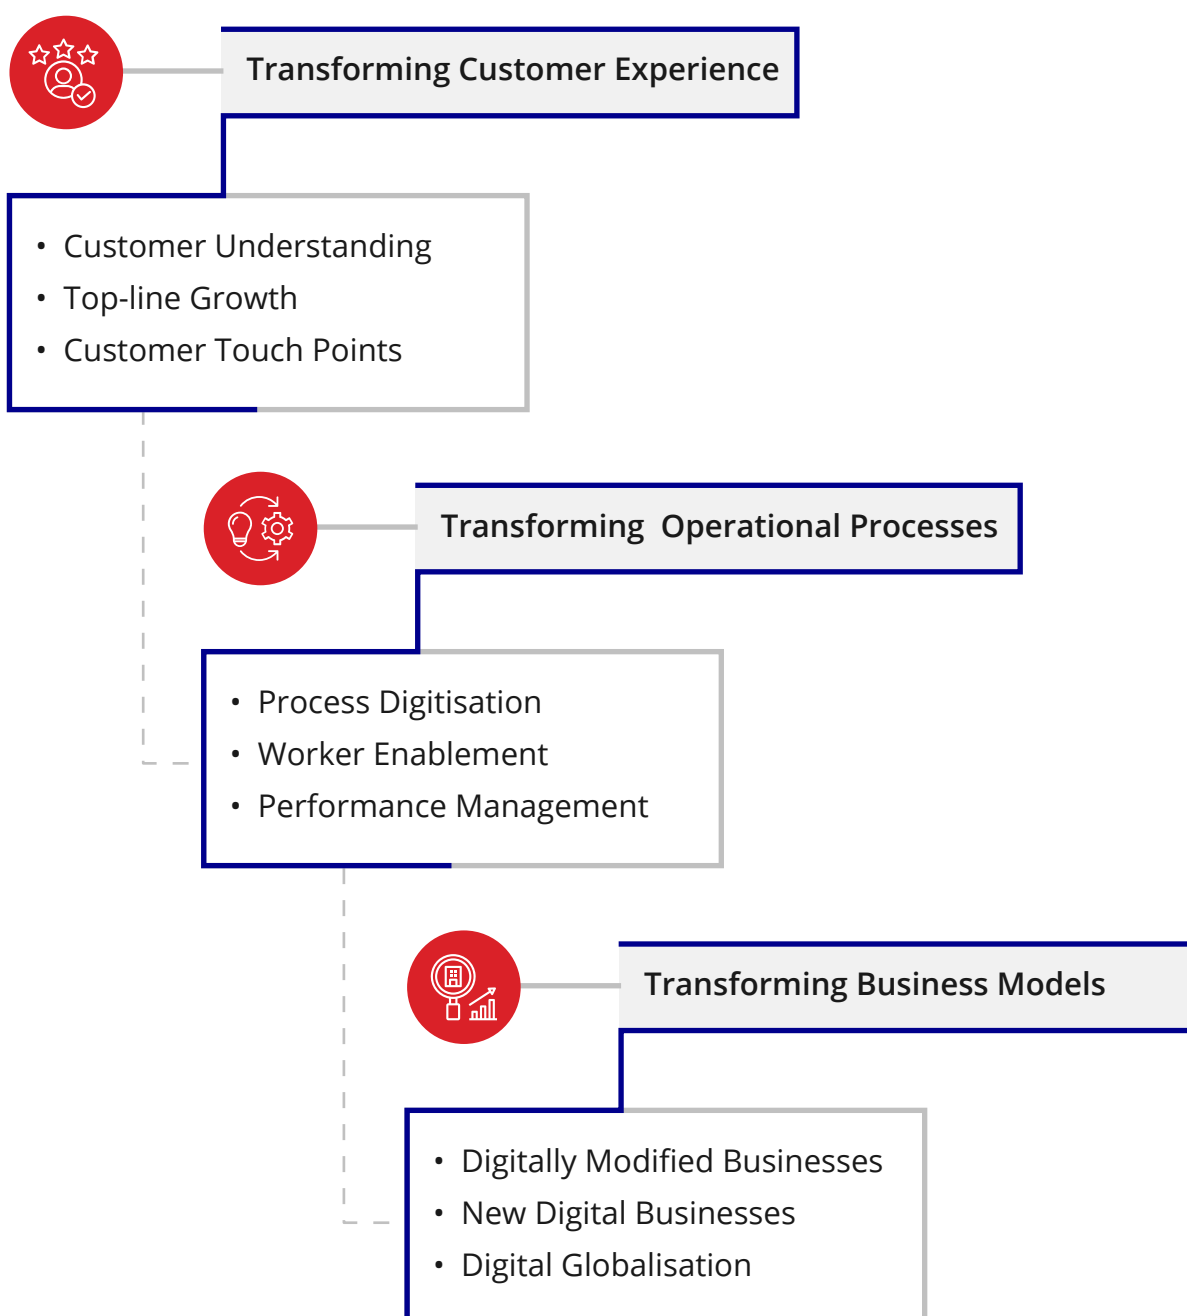 Transforming Customer Experience
• Customer Understanding
• Top-line Growth
• Customer Touch Points
Transforming  Operational Processes
• Process Digitisation
• Worker Enablement
• Performance Management
Transforming Business Models
• Digitally Modified Businesses
• New Digital Businesses
• Digital Globalisation